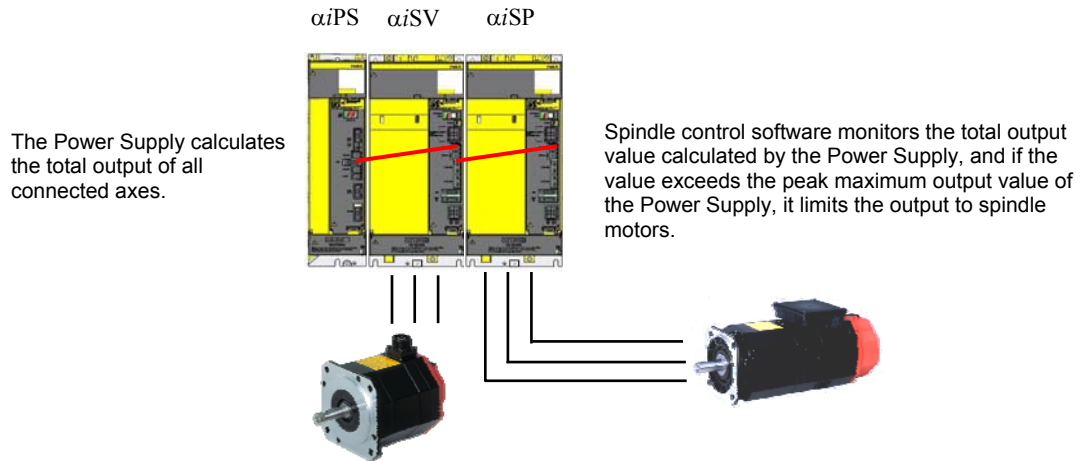 αiPS αiSV αiSP
The Power Supply calculates
the total output of all
connected axes.
Spindle control software monitors the total output
value calculated by the Power Supply, and if the
value exceeds the peak maximum output value of
the Power Supply, it limits the output to spindle
motors.